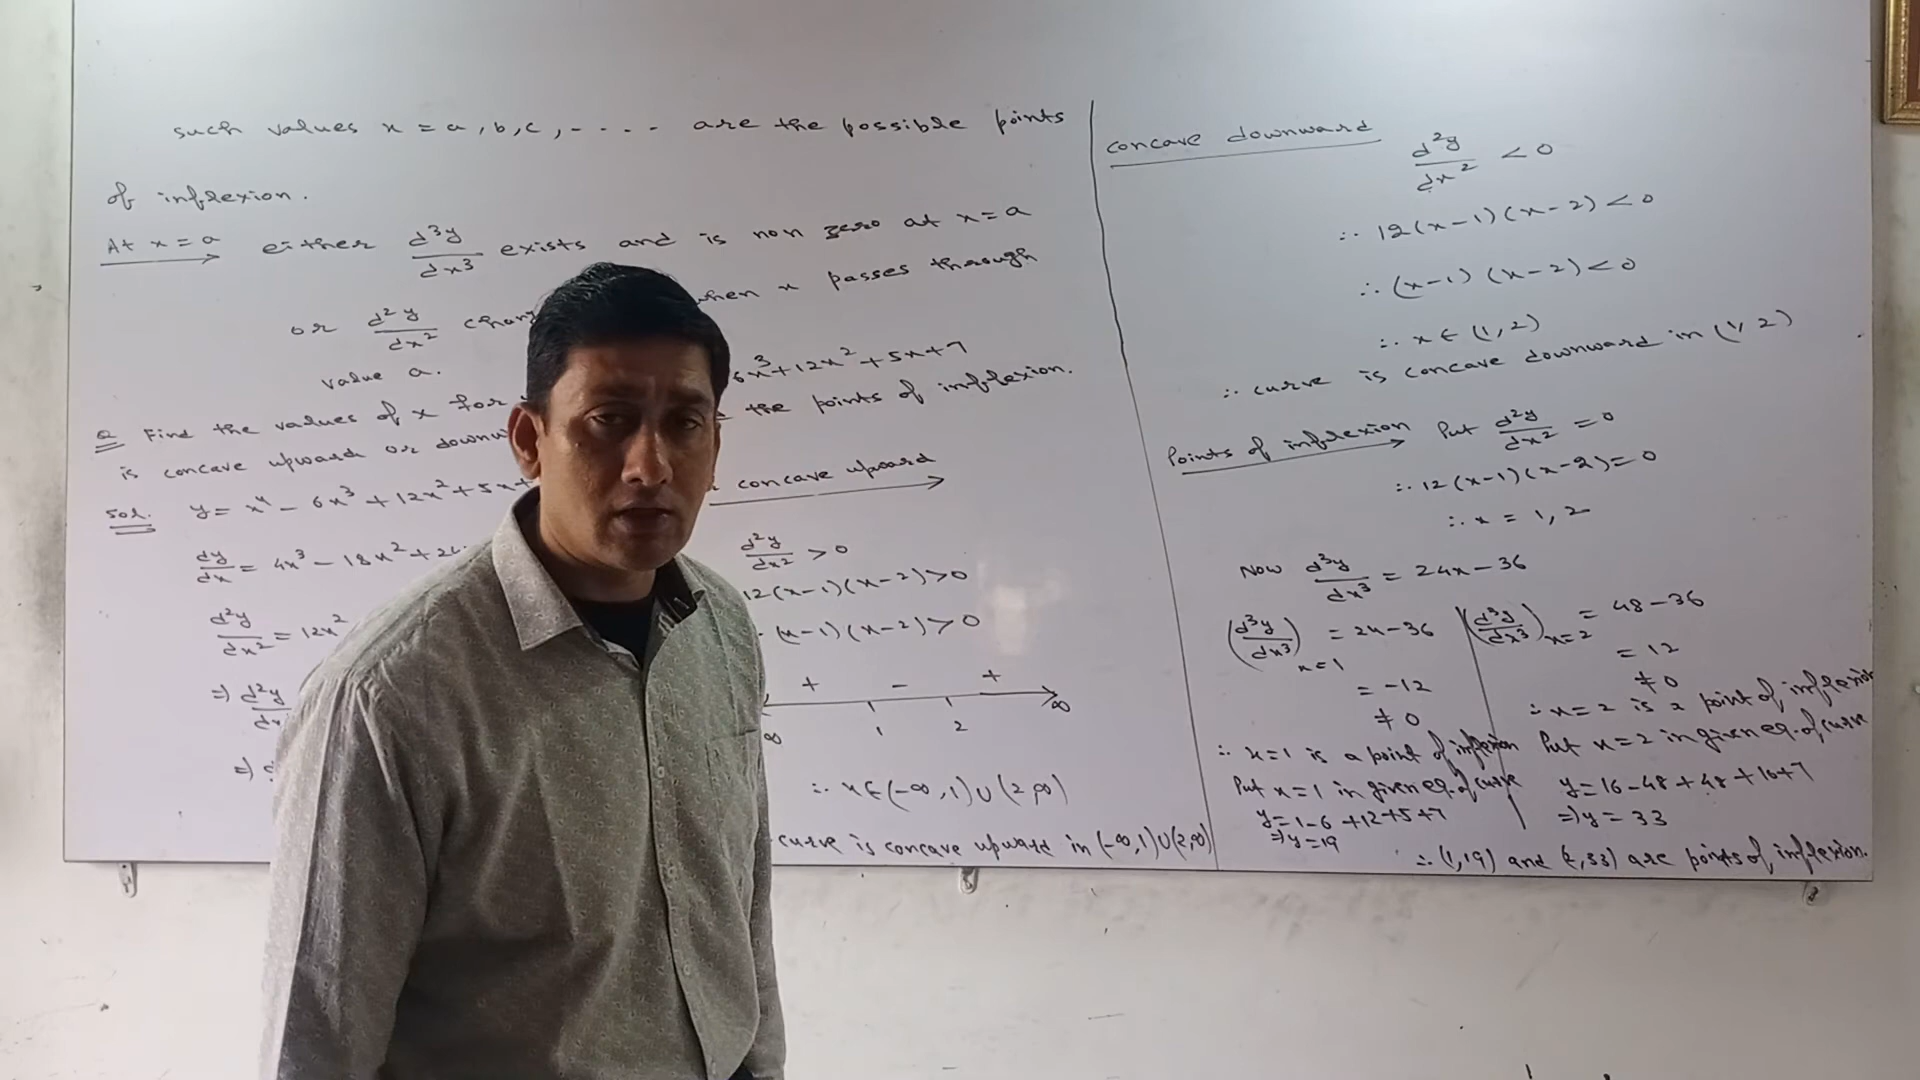 such values x = a, b, c, - - - - are the possible points
of inflexion.
At x = a either d³y/dx³ exists and is non zero at x = a
or d²y/dx² when x passes through
value a.
Q Find the values of x for 6x³ + 12x² + 5x + 7
is concave upward or the points of inflexion.
Sol. y = x⁴ - 6x³ + 12x² + 5x +
dy/dx = 4x³ - 18x² +
d²y/dx² = 12x²
⇒ d²y
⇒
concave upward
d²y/dx² > 0
12(x-1)(x-2) > 0
(x-1)(x-2) > 0
+ - +
∞ 1 2 ∞
∴ x ∈ (-∞, 1) ∪ (2, ∞)
curve is concave upward in (-∞, 1) ∪ (2, ∞)
concave downward
d²y/dx² < 0
∴ 12(x-1)(x-2) < 0
∴ (x-1)(x-2) < 0
∴ x ∈ (1, 2)
∴ curve is concave downward in (1, 2)
Points of inflexion Put d²y/dx² = 0
∴ 12(x-1)(x-2) = 0
∴ x = 1, 2
Now d³y/dx³ = 24x - 36
(d³y/dx³)x=1 = 24 - 36
= -12
≠ 0
∴ x = 1 is a point of inflexion
Put x = 1 in given eq. of curve
y = 1 - 6 + 12 + 5 + 7
⇒ y = 19
(d³y/dx³)x=2 = 48 - 36
= 12
≠ 0
∴ x = 2 is a point of inflexion
Put x = 2 in given eq. of curve
y = 16 - 48 + 48 + 10 + 7
⇒ y = 33
∴ (1, 19) and (2, 33) are points of inflexion.